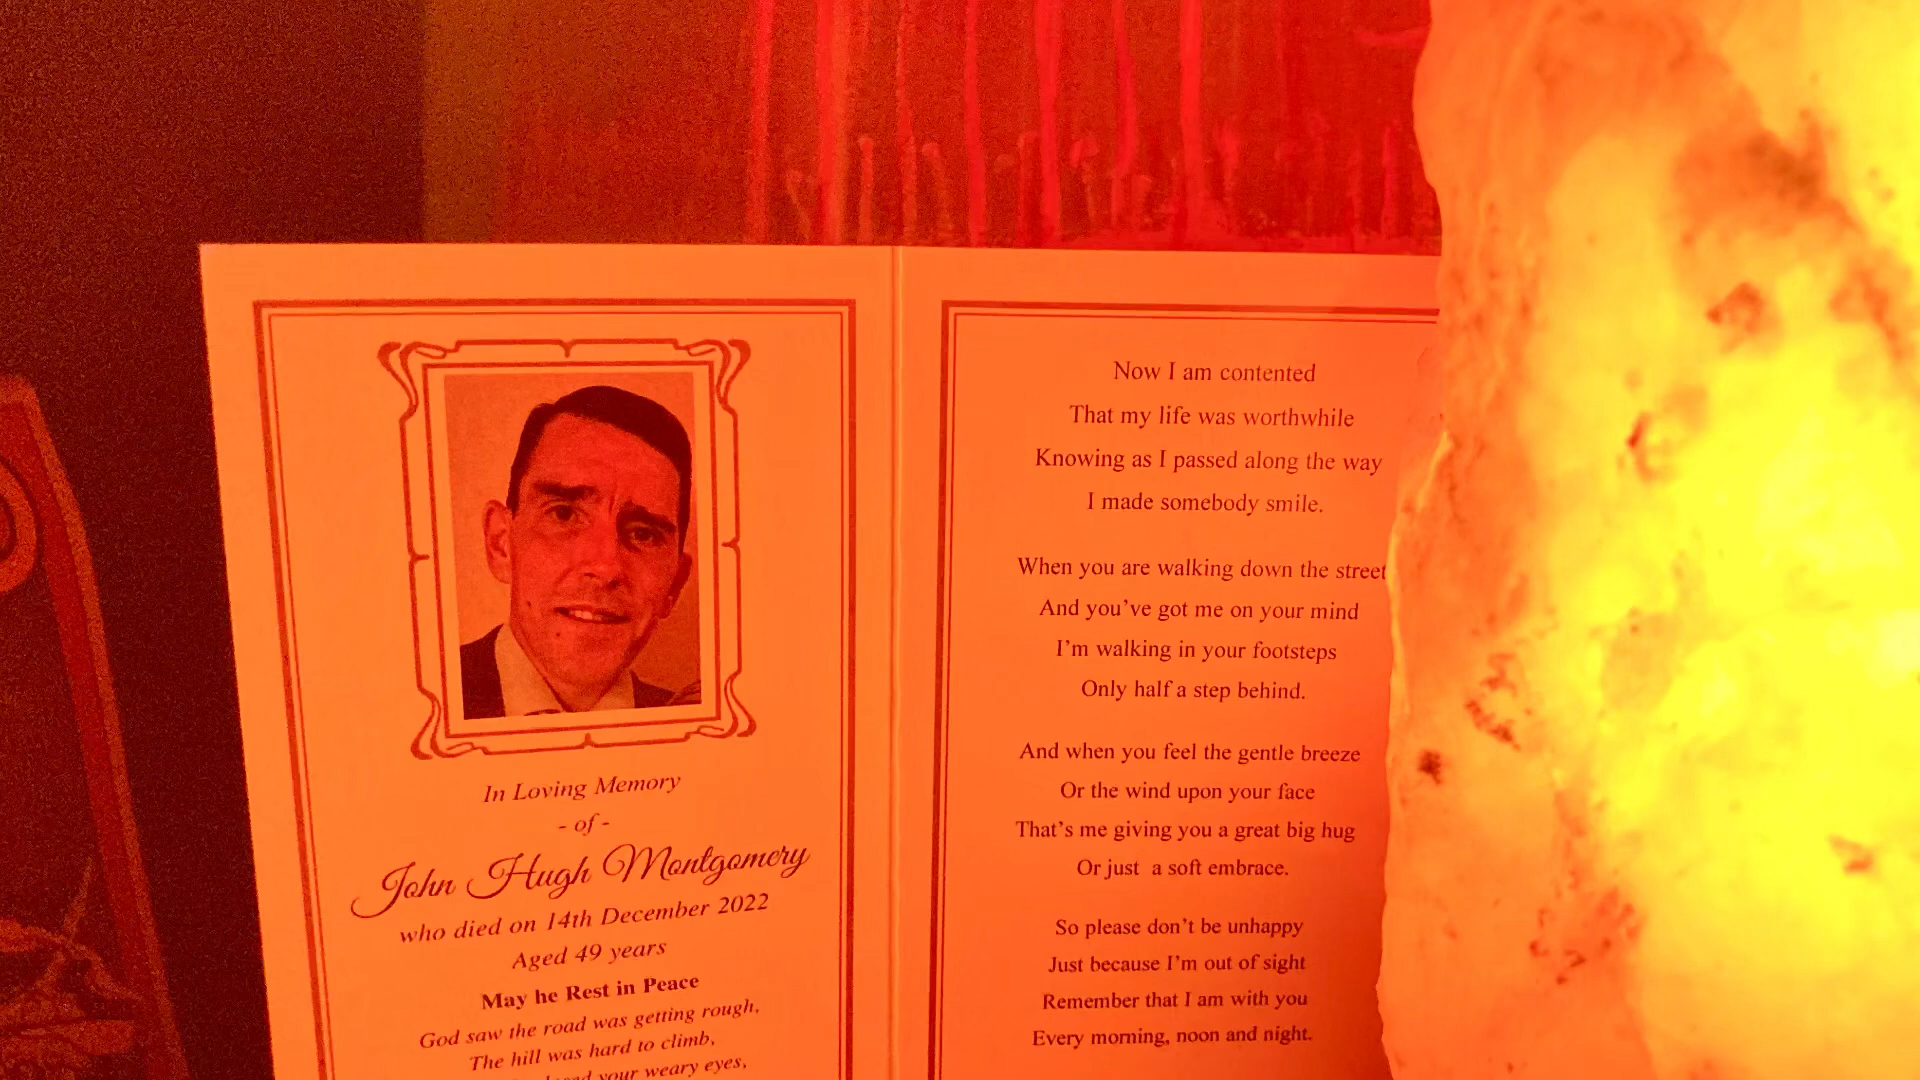 In Loving Memory
- of -
John Hugh Montgomery
who died on 14th December 2022
Aged 49 years
May he Rest in Peace
God saw the road was getting rough,
The hill was hard to climb,
your weary eyes,
Now I am contented
That my life was worthwhile
Knowing as I passed along the way
I made somebody smile.
When you are walking down the street
And you've got me on your mind
I'm walking in your footsteps
Only half a step behind.
And when you feel the gentle breeze
Or the wind upon your face
That's me giving you a great big hug
Or just a soft embrace.
So please don't be unhappy
Just because I'm out of sight
Remember that I am with you
Every morning, noon and night.